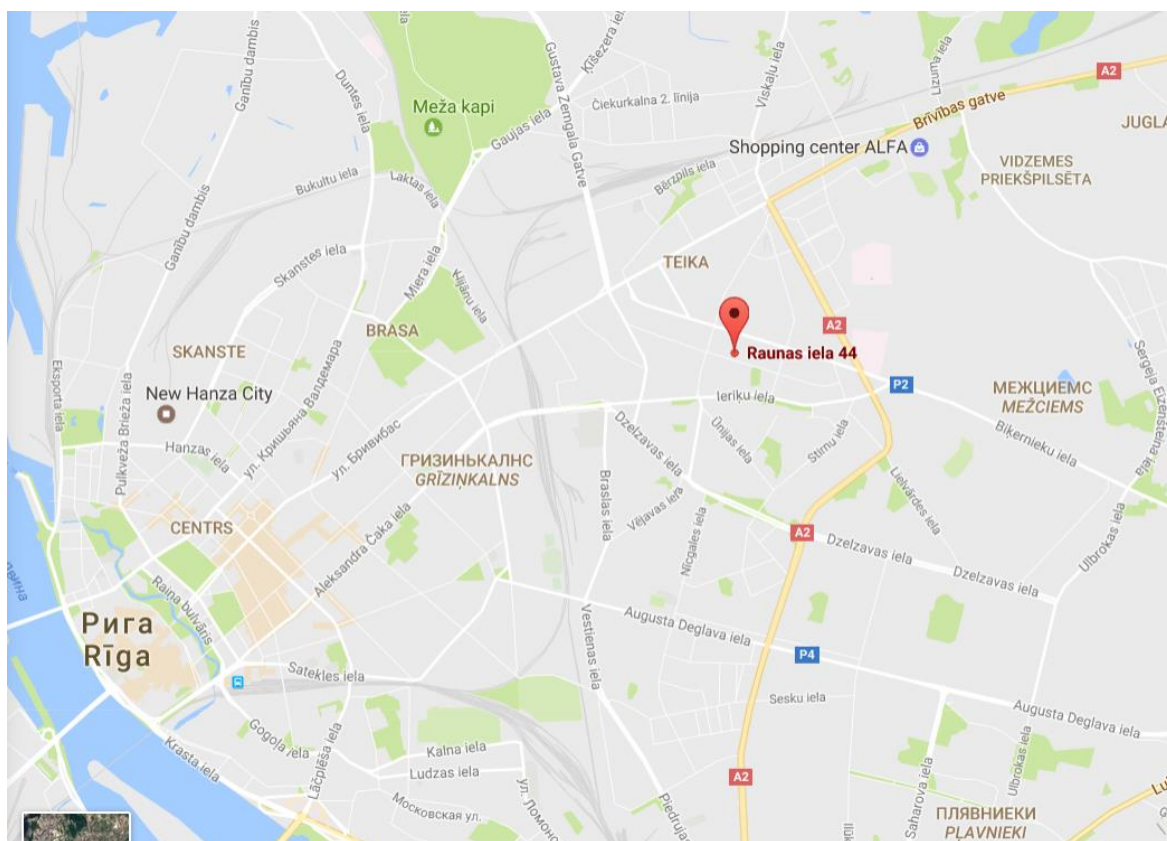 Ganību dambis
Duntes iela
Meža kapi
Gustava Zemgala Gatve
Ķīšezera iela
Čiekurkalna 2. līnija
Viskaļu iela
A2
Brīvības gatve
JUGLA
Gaujas iela
Shopping center ALFA
VIDZEMES
PRIEKŠPILSĒTA
Bērzpils iela
Bukultu iela
Laktas iela
Ganību dambis
Skanstes iela
Miera iela
Klijānu iela
TEIKA
A2
BRASA
SKANSTE
Raunas iela 44
Eksporta iela
Pulkveža Brieža iela
New Hanza City
ул. Кришьяна Валдемара
ул. Бривибас
P2
МЕЖЦИЕМС
MEŽCIEMS
Sergeja Eizenšteina iela
Ieriķu iela
Ūnijas iela
Stirnu iela
Biķernieku iela
Hanzas iela
ГРИЗИНЬКАЛНС
GRĪZIŅKALNS
Dzelzavas iela
Braslas iela
Vējavas iela
Lielvārdes iela
CENTRS
Aleksandra Čaka iela
Nīcgales iela
A2
Dzelzavas iela
Dzelzavas iela
Ulbrokas iela
Raiņa bulvāris
Рига
Rīga
Vestienas iela
Augusta Deglava iela
P4
Satekles iela
Sesku iela
Augusta Deglava iela
Gogoļa iela
Krasta iela
Lāčplēša iela
Kalna iela
Ludzas iela
Московская ул.
A2
Saharova iela
Ulbrokas iela
ПЛЯВНИЕКИ
PĻAVNIEKI